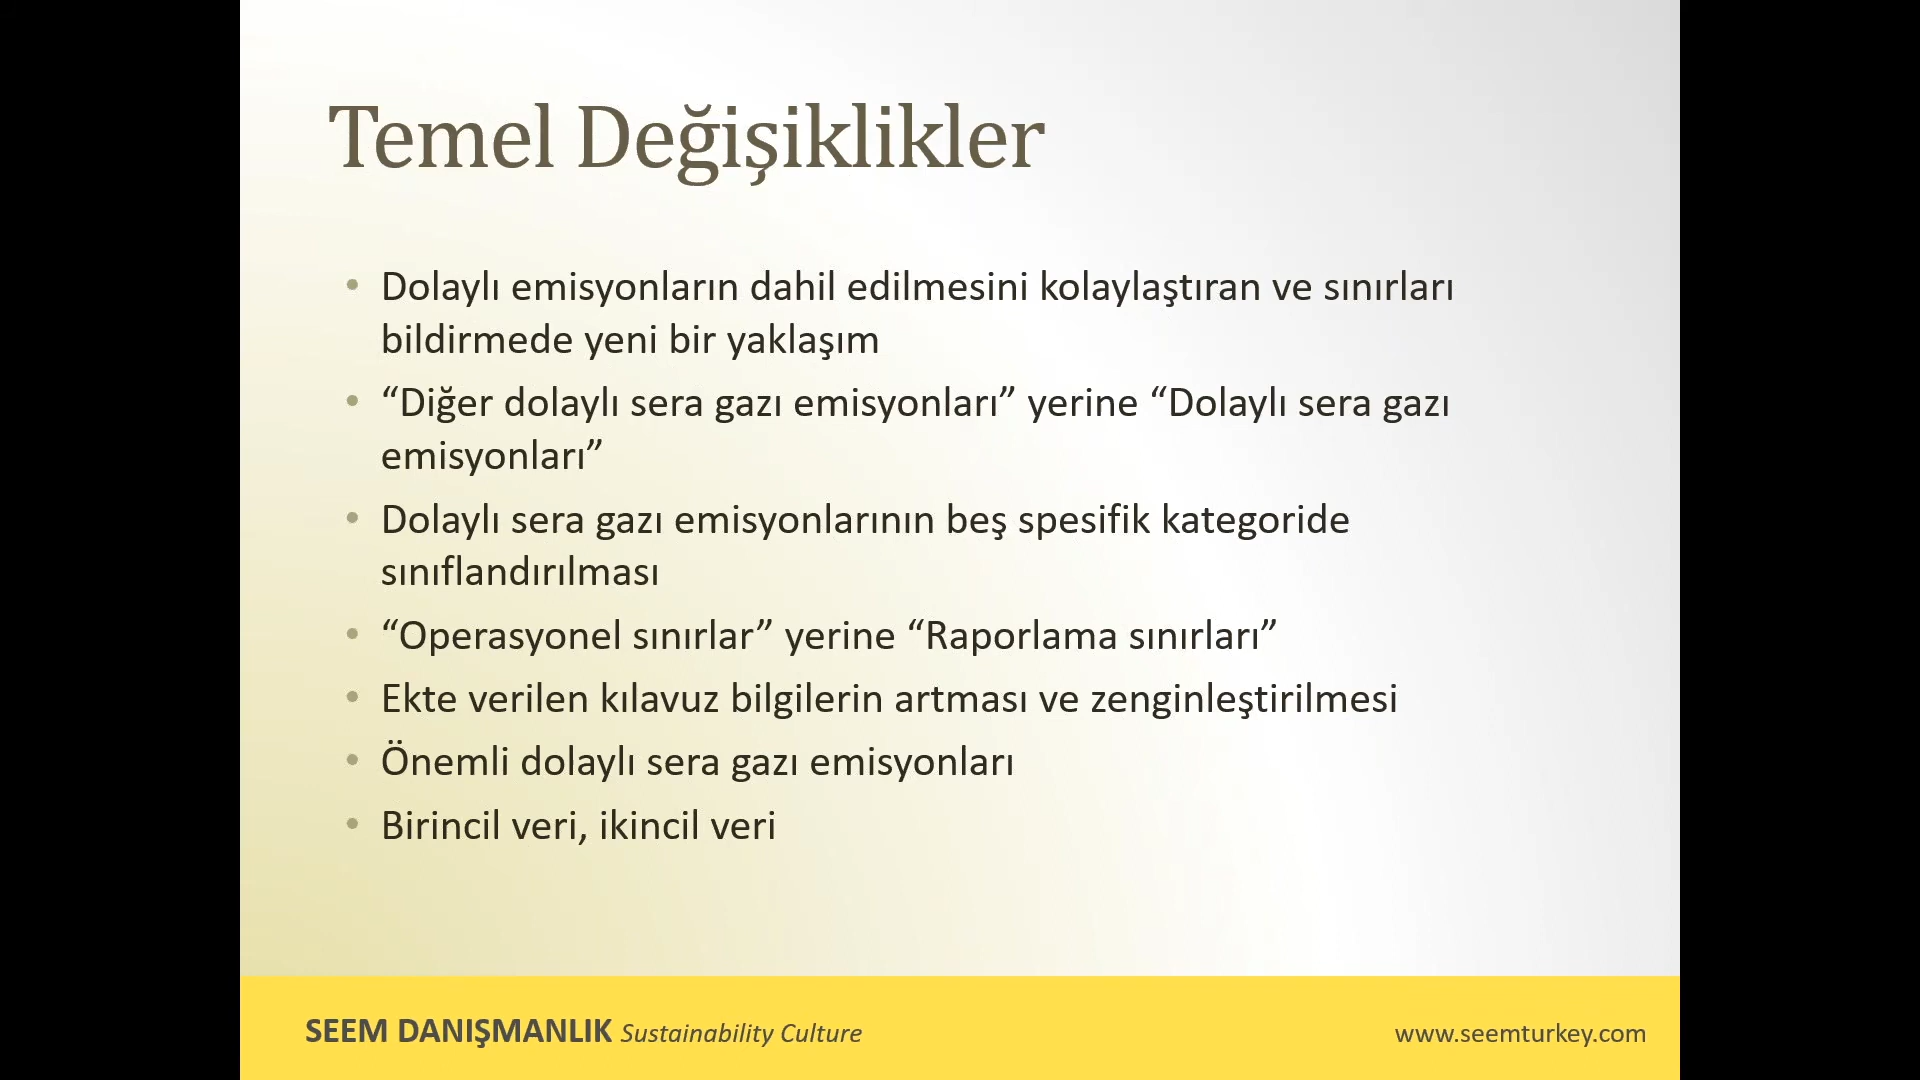 Temel Değişiklikler
• Dolaylı emisyonların dahil edilmesini kolaylaştıran ve sınırları
bildirmede yeni bir yaklaşım
• “Diğer dolaylı sera gazı emisyonları” yerine “Dolaylı sera gazı
emisyonları”
• Dolaylı sera gazı emisyonlarının beş spesifik kategoride
sınıflandırılması
• “Operasyonel sınırlar” yerine “Raporlama sınırları”
• Ekte verilen kılavuz bilgilerin artması ve zenginleştirilmesi
• Önemli dolaylı sera gazı emisyonları
• Birincil veri, ikincil veri
SEEM DANIŞMANLIK Sustainability Culture
www.seemturkey.com